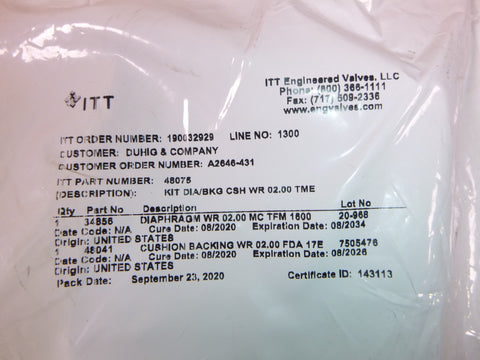 ITT
ITT Engineered Valves, LLC
Phone: (800) 366-1111
Fax: (717) 509-2336
www.engvalves.com
ITT ORDER NUMBER: 190632929 LINE NO: 1300
CUSTOMER: DUHIG & COMPANY
CUSTOMER ORDER NUMBER: A2646-431
ITT PART NUMBER: 48075
(DESCRIPTION): KIT DIA/BKG CSH WR 02.00 TME
Qty Part No Description Lot No
1 34856 DIAPHRAGM WR 02.00 MC TFM 1600 20-968
Date Code: N/A Cure Date: 08/2020 Expiration Date: 08/2034
Origin: UNITED STATES
1 48041 CUSHION BACKING WR 02.00 FDA 17E 7505476
Date Code: N/A Cure Date: 08/2020 Expiration Date: 08/2026
Origin: UNITED STATES
Pack Date: September 23, 2020 Certificate ID: 143113